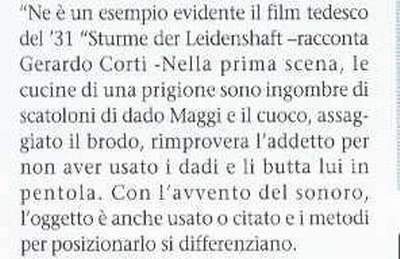 “Ne è un esempio evidente il film tedesco
del ’31 “Sturme der Leidenshaft –racconta
Gerardo Corti -Nella prima scena, le
cucine di una prigione sono ingombre di
scatoloni di dado Maggi e il cuoco, assag-
giato il brodo, rimprovera l’addetto per
non aver usato i dadi e li butta lui in
pentola. Con l’avvento del sonoro,
l’oggetto è anche usato o citato e i metodi
per posizionarlo si differenziano.